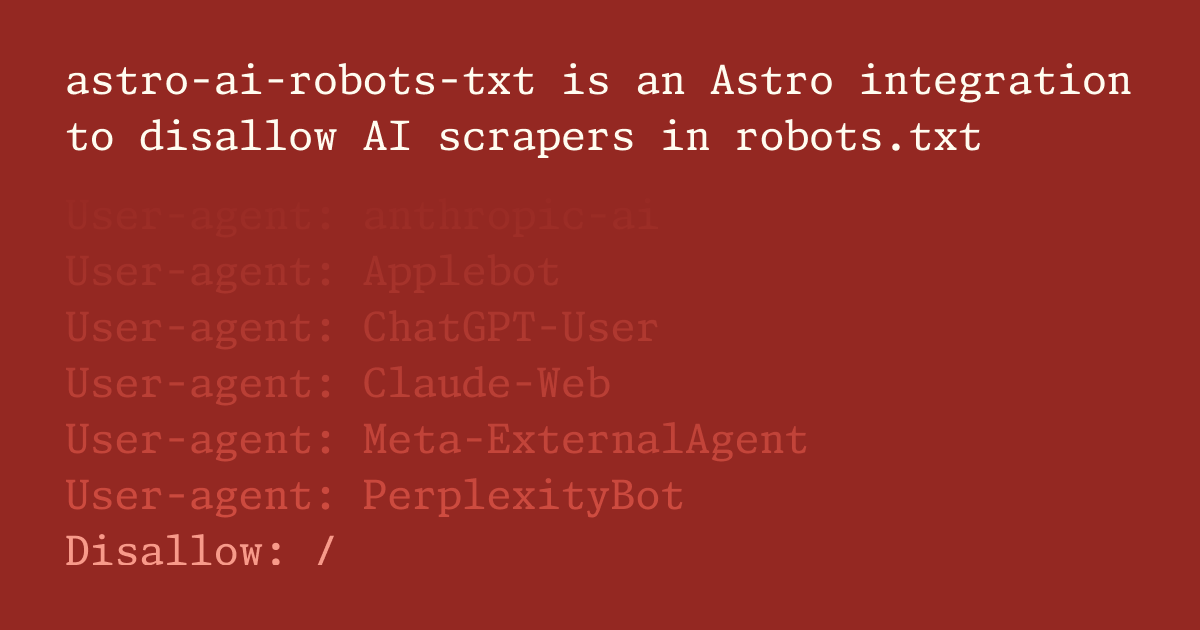 astro-ai-robots-txt is an Astro integration
to disallow AI scrapers in robots.txt
User-agent: anthropic-ai
User-agent: Applebot
User-agent: ChatGPT-User
User-agent: Claude-Web
User-agent: Meta-ExternalAgent
User-agent: PerplexityBot
Disallow: /